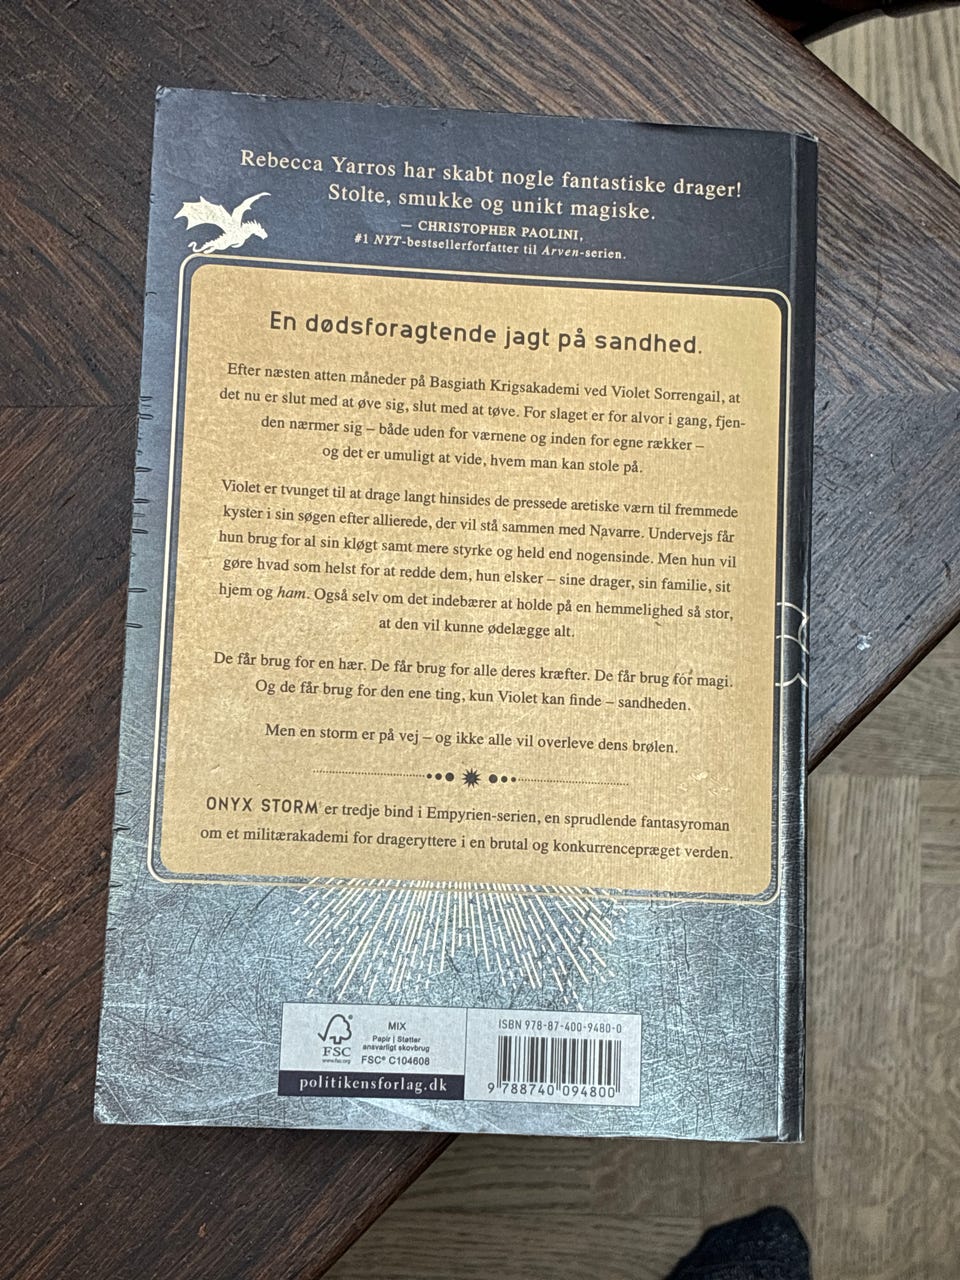 Rebecca Yarros har skabt nogle fantastiske drager!
Stolte, smukke og unikt magiske.
— CHRISTOPHER PAOLINI,
#1 NYT-bestsellerforfatter til Arven-serien.
En dødsforagtende jagt på sandhed.
Efter næsten atten måneder på Basgiath Krigsakademi ved Violet Sorrengail, at
det nu er slut med at øve sig, slut med at tøve. For slaget er for alvor i gang, fjen-
den nærmer sig – både uden for værnene og inden for egne rækker –
og det er umuligt at vide, hvem man kan stole på.
Violet er tvunget til at drage langt hinsides de pressede aretiske værn til fremmede
kyster i sin søgen efter allierede, der vil stå sammen med Navarre. Undervejs får
hun brug for al sin kløgt samt mere styrke og held end nogensinde. Men hun vil
gøre hvad som helst for at redde dem, hun elsker – sine drager, sin familie, sit
hjem og ham. Også selv om det indebærer at holde på en hemmelighed så stor,
at den vil kunne ødelægge alt.
De får brug for en hær. De får brug for alle deres kræfter. De får brug for magi.
Og de får brug for den ene ting, kun Violet kan finde – sandheden.
Men en storm er på vej – og ikke alle vil overleve dens brølen.
ONYX STORM er tredje bind i Empyrien-serien, en sprudlende fantasyroman
om et militærakademi for drageryttere i en brutal og konkurrencepræget verden.
FSC
www.fsc.org
MIX
Papir | Støtter
ansvarligt skovbrug
FSC® C104608
politikensforlag.dk
ISBN 978-87-400-9480-0
9 788740 094800